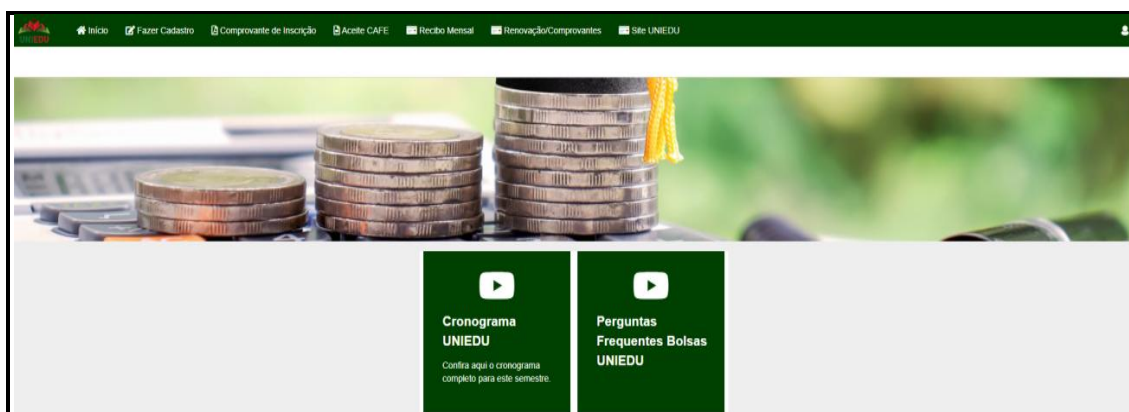 UNIEDU
Início Fazer Cadastro Comprovante de Inscrição Aceite CAFE Recibo Mensal Renovação/Comprovantes Site UNIEDU
Cronograma
UNIEDU
Confira aqui o cronograma
completo para este semestre.
Perguntas
Frequentes Bolsas
UNIEDU